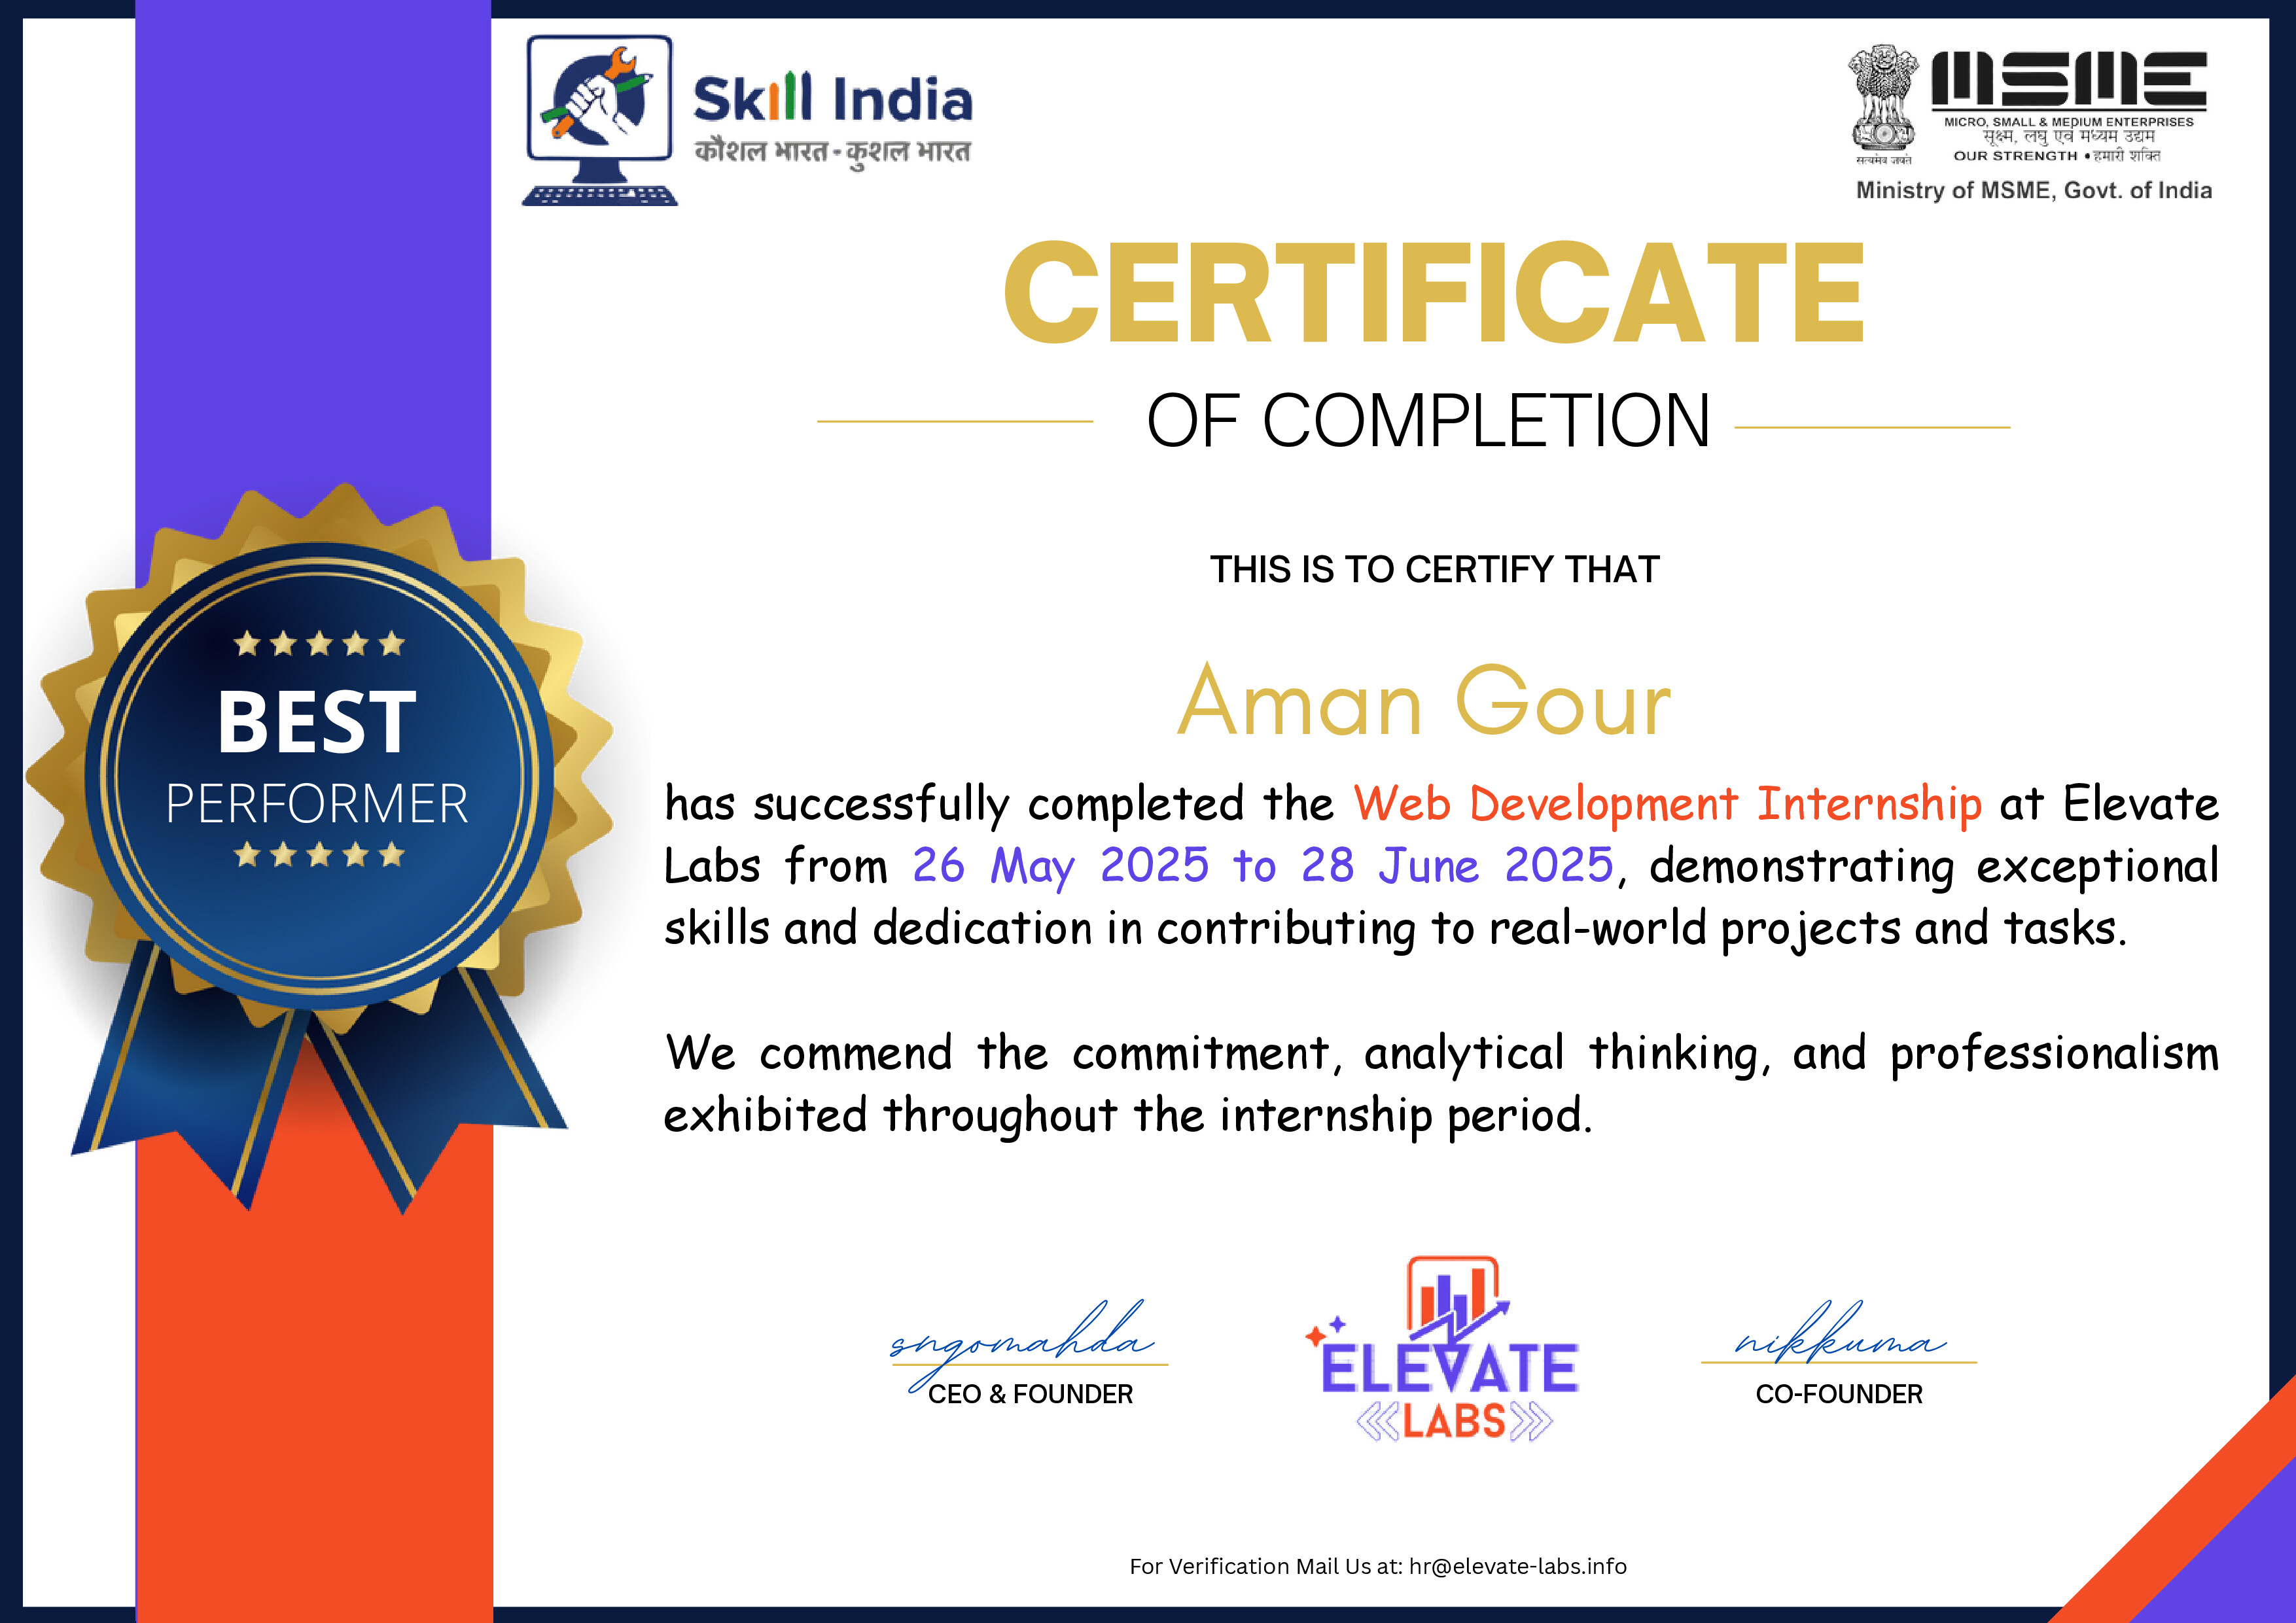 Skill India
कौशल भारत - कुशल भारत
सत्यमेव जयते
MSME
MICRO, SMALL & MEDIUM ENTERPRISES
सूक्ष्म, लघु एवं मध्यम उद्यम
OUR STRENGTH • हमारी शक्ति
Ministry of MSME, Govt. of India
CERTIFICATE
OF COMPLETION
THIS IS TO CERTIFY THAT
Aman Gour
BEST
PERFORMER
has successfully completed the Web Development Internship at Elevate
Labs from 26 May 2025 to 28 June 2025, demonstrating exceptional
skills and dedication in contributing to real-world projects and tasks.
We commend the commitment, analytical thinking, and professionalism
exhibited throughout the internship period.
sngomahda
CEO & FOUNDER
ELEVATE
LABS
nikkuma
CO-FOUNDER
For Verification Mail Us at: hr@elevate-labs.info